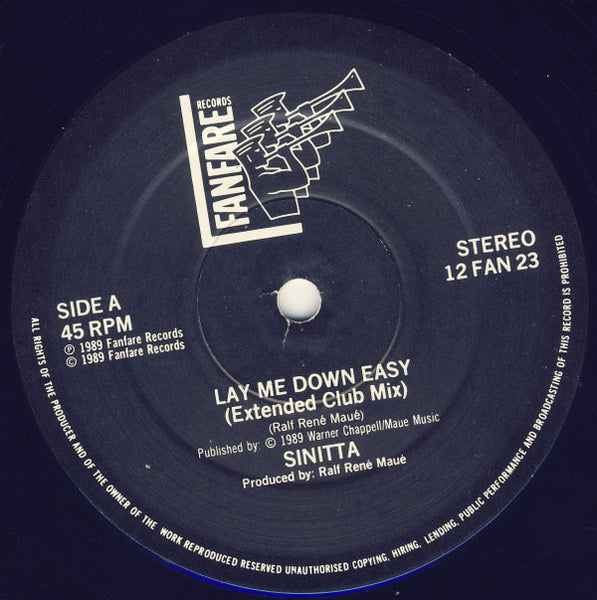 FANFARE
RECORDS
STEREO
12 FAN 23
SIDE A
45 RPM
Ⓟ 1989 Fanfare Records
© 1989 Fanfare Records
LAY ME DOWN EASY
(Extended Club Mix)
(Ralf René Maué)
Published by: © 1989 Warner Chappell/Maue Music
SINITTA
Produced by: Ralf René Maué
ALL RIGHTS OF THE PRODUCER AND OF THE OWNER OF THE WORK REPRODUCED RESERVED UNAUTHORISED COPYING, HIRING, LENDING, PUBLIC PERFORMANCE AND BROADCASTING OF THIS RECORD IS PROHIBITED